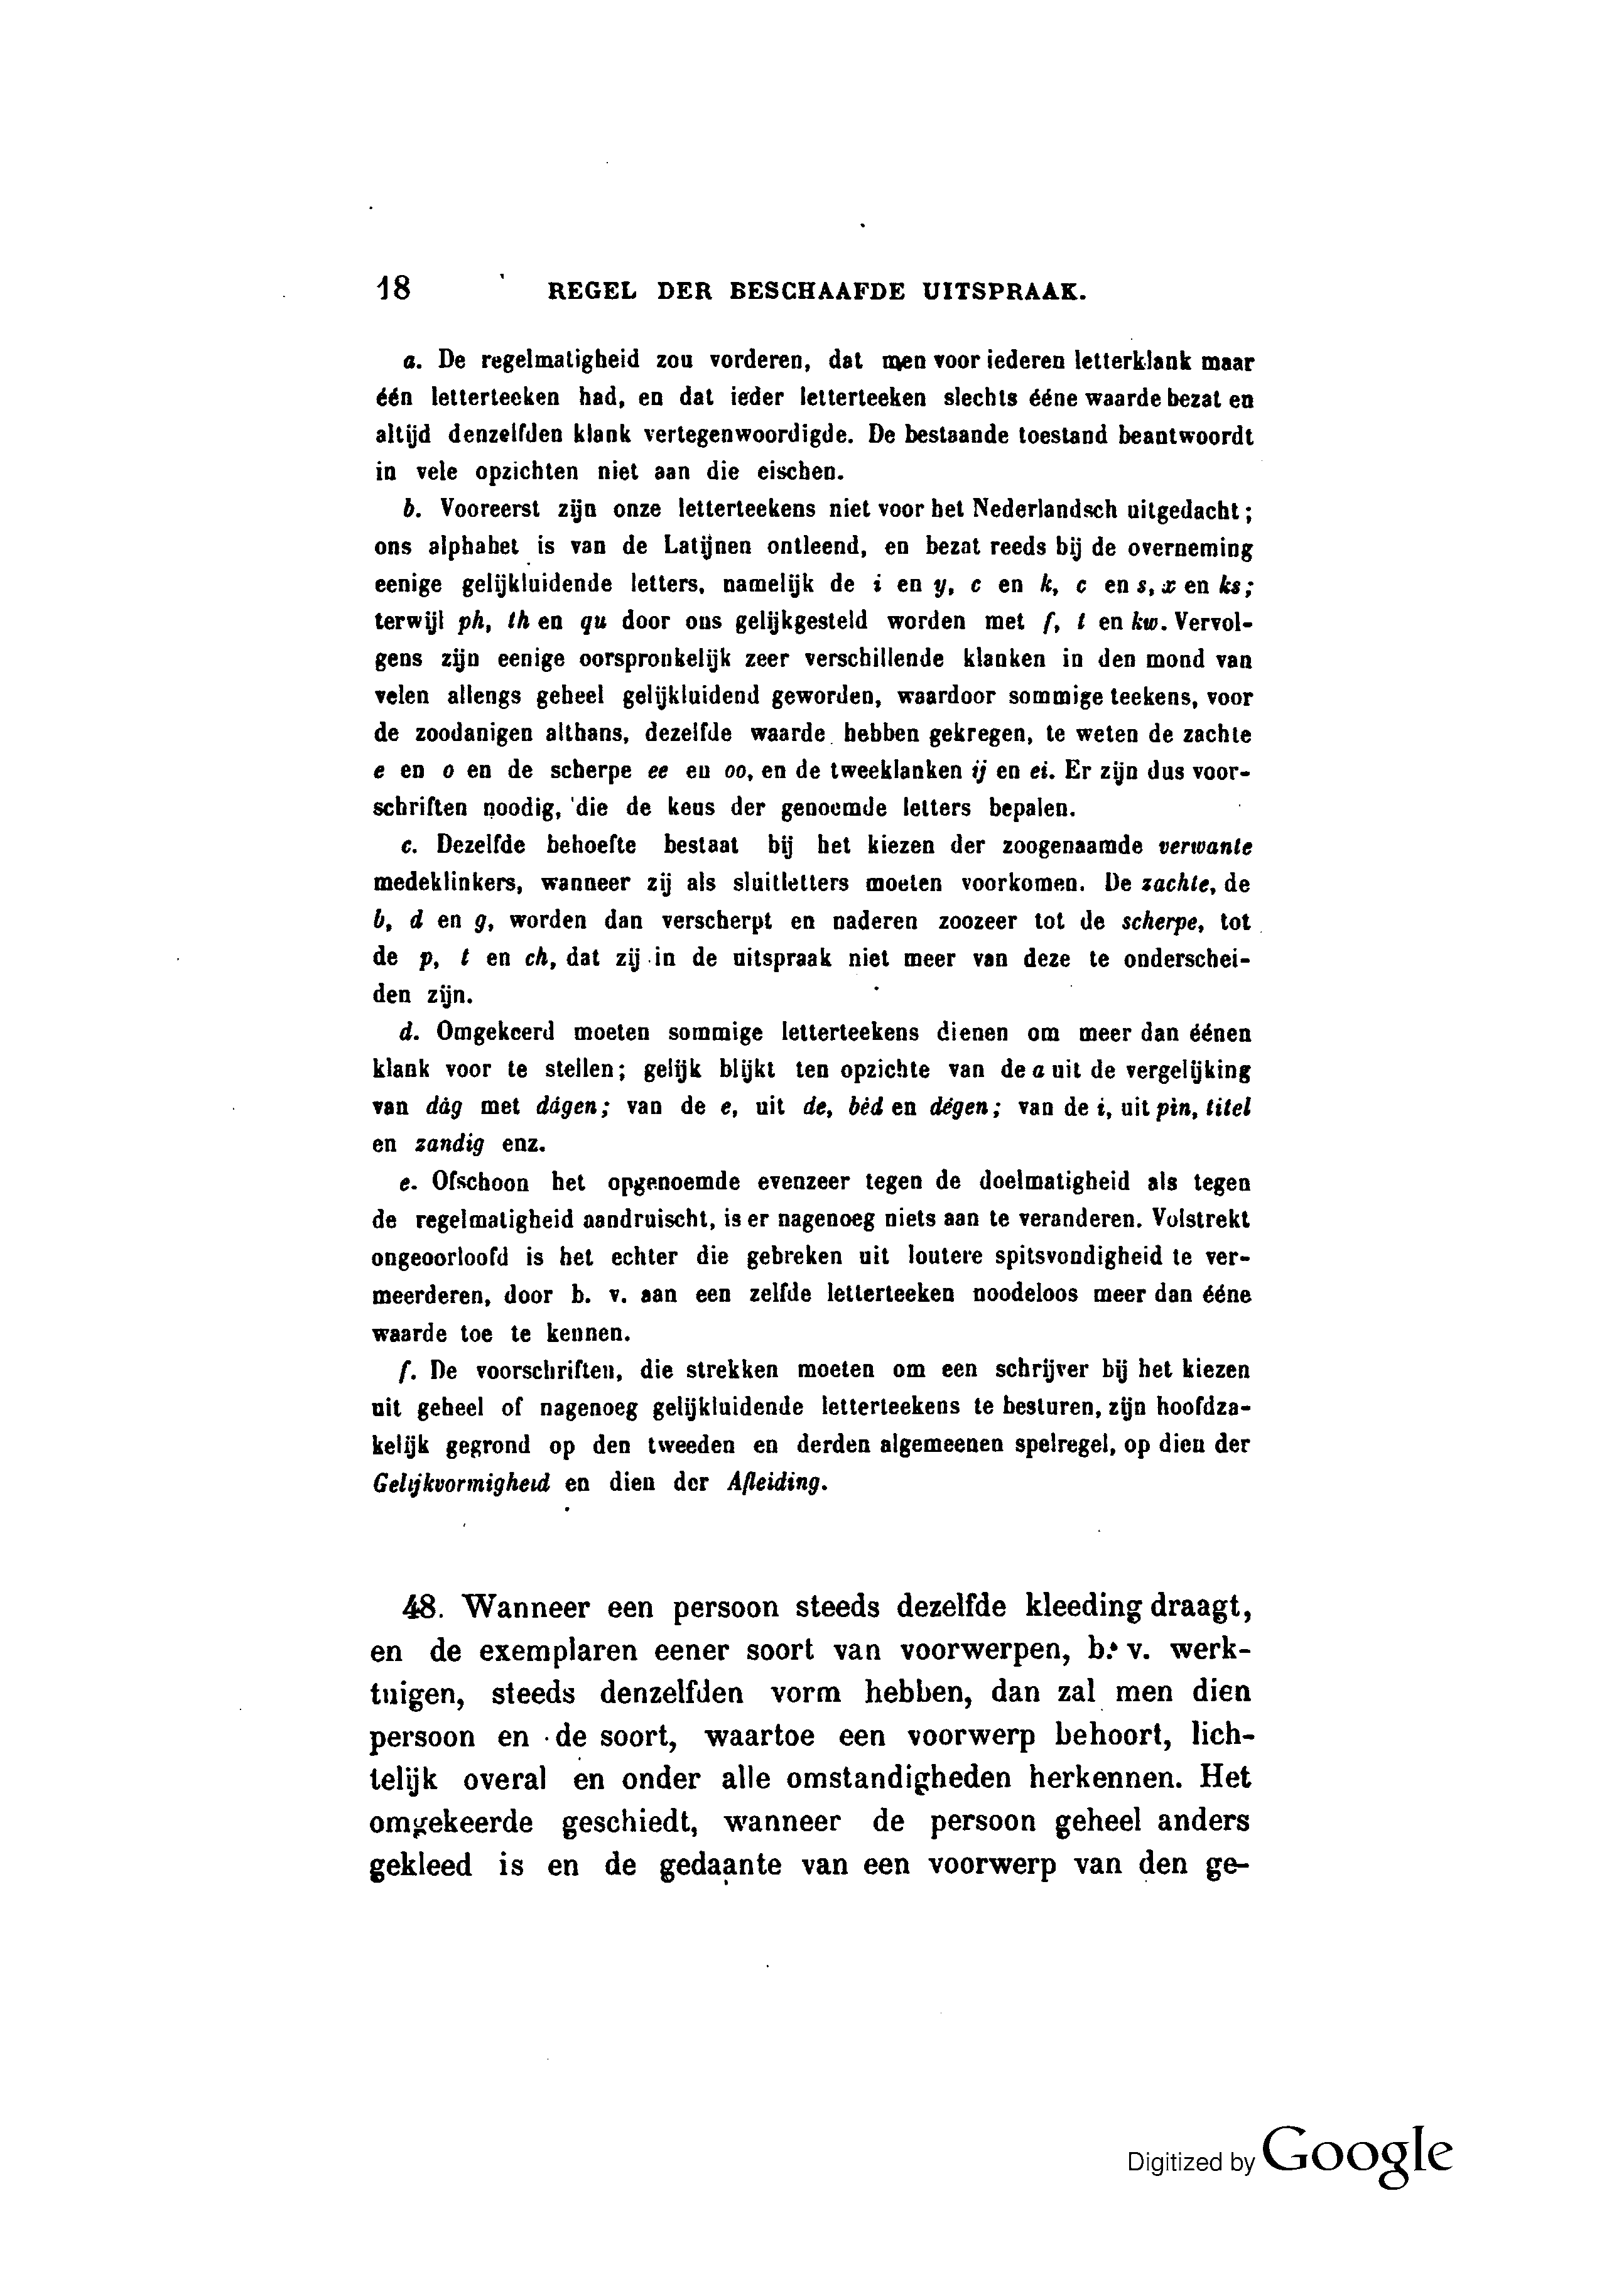 18 REGEL DER BESCHAAFDE UITSPRAAK.
a. De regelmatigheid zou vorderen, dat men voor iederen letterklank maar
één letterteeken had, en dat ieder letterteeken slechts ééne waarde bezat en
altijd denzelfden klank vertegenwoordigde. De bestaande toestand beantwoordt
in vele opzichten niet aan die eischen.
b. Vooreerst zijn onze letterteekens niet voor het Nederlandsch uitgedacht;
ons alphabet is van de Latijnen ontleend, en bezat reeds bij de overneming
eenige gelijkluidende letters, namelijk de i en y, c en k, c en s, x en ks;
terwijl ph, th en qu door ons gelijkgesteld worden met f, t en kw. Vervol-
gens zijn eenige oorspronkelijk zeer verschillende klanken in den mond van
velen allengs geheel gelijkluidend geworden, waardoor sommige teekens, voor
de zoodanigen althans, dezelfde waarde hebben gekregen, te weten de zachte
e en o en de scherpe ee en oo, en de tweeklanken ij en ei. Er zijn dus voor-
schriften noodig, die de keus der genoemde letters bepalen.
c. Dezelfde behoefte bestaat bij het kiezen der zoogenaamde verwante
medeklinkers, wanneer zij als sluitletters moeten voorkomen. De zachte, de
b, d en g, worden dan verscherpt en naderen zoozeer tot de scherpe, tot
de p, t en ch, dat zij in de uitspraak niet meer van deze te onderschei-
den zijn.
d. Omgekeerd moeten sommige letterteekens dienen om meer dan éénen
klank voor te stellen; gelijk blijkt ten opzichte van de a uit de vergelijking
van dàg met dágen; van de e, uit de, bèd en dégen; van de i, uit pìn, titel
en zandig enz.
e. Ofschoon het opgenoemde evenzeer tegen de doelmatigheid als tegen
de regelmatigheid aandruischt, is er nagenoeg niets aan te veranderen. Volstrekt
ongeoorloofd is het echter die gebreken uit loutere spitsvondigheid te ver-
meerderen, door b. v. aan een zelfde letterteeken noodeloos meer dan ééne
waarde toe te kennen.
f. De voorschriften, die strekken moeten om een schrijver bij het kiezen
uit geheel of nagenoeg gelijkluidende letterteekens te besturen, zijn hoofdza-
kelijk gegrond op den tweeden en derden algemeenen spelregel, op dien der
Gelijkvormigheid en dien der Afleiding.
48. Wanneer een persoon steeds dezelfde kleeding draagt,
en de exemplaren eener soort van voorwerpen, b. v. werk-
tuigen, steeds denzelfden vorm hebben, dan zal men dien
persoon en de soort, waartoe een voorwerp behoort, lich-
telijk overal en onder alle omstandigheden herkennen. Het
omgekeerde geschiedt, wanneer de persoon geheel anders
gekleed is en de gedaante van een voorwerp van den ge-
Digitized by Google